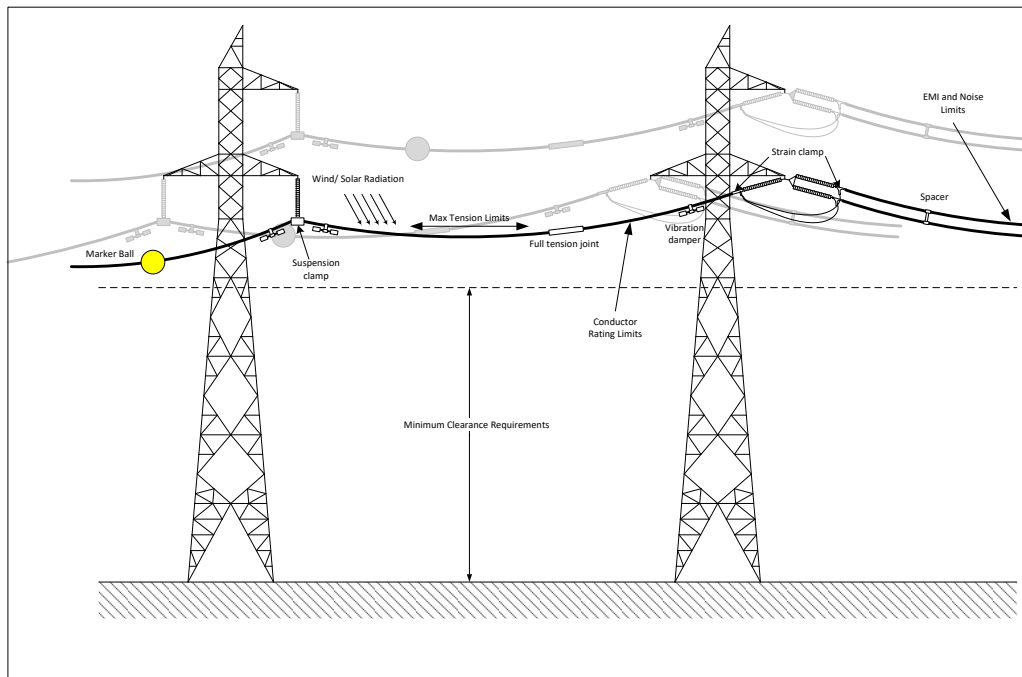 EMI and Noise
Limits
Strain clamp
Wind/ Solar Radiation
Spacer
Max Tension Limits
Marker Ball
Suspension
clamp
Full tension joint
Vibration
damper
Conductor
Rating Limits
Minimum Clearance Requirements